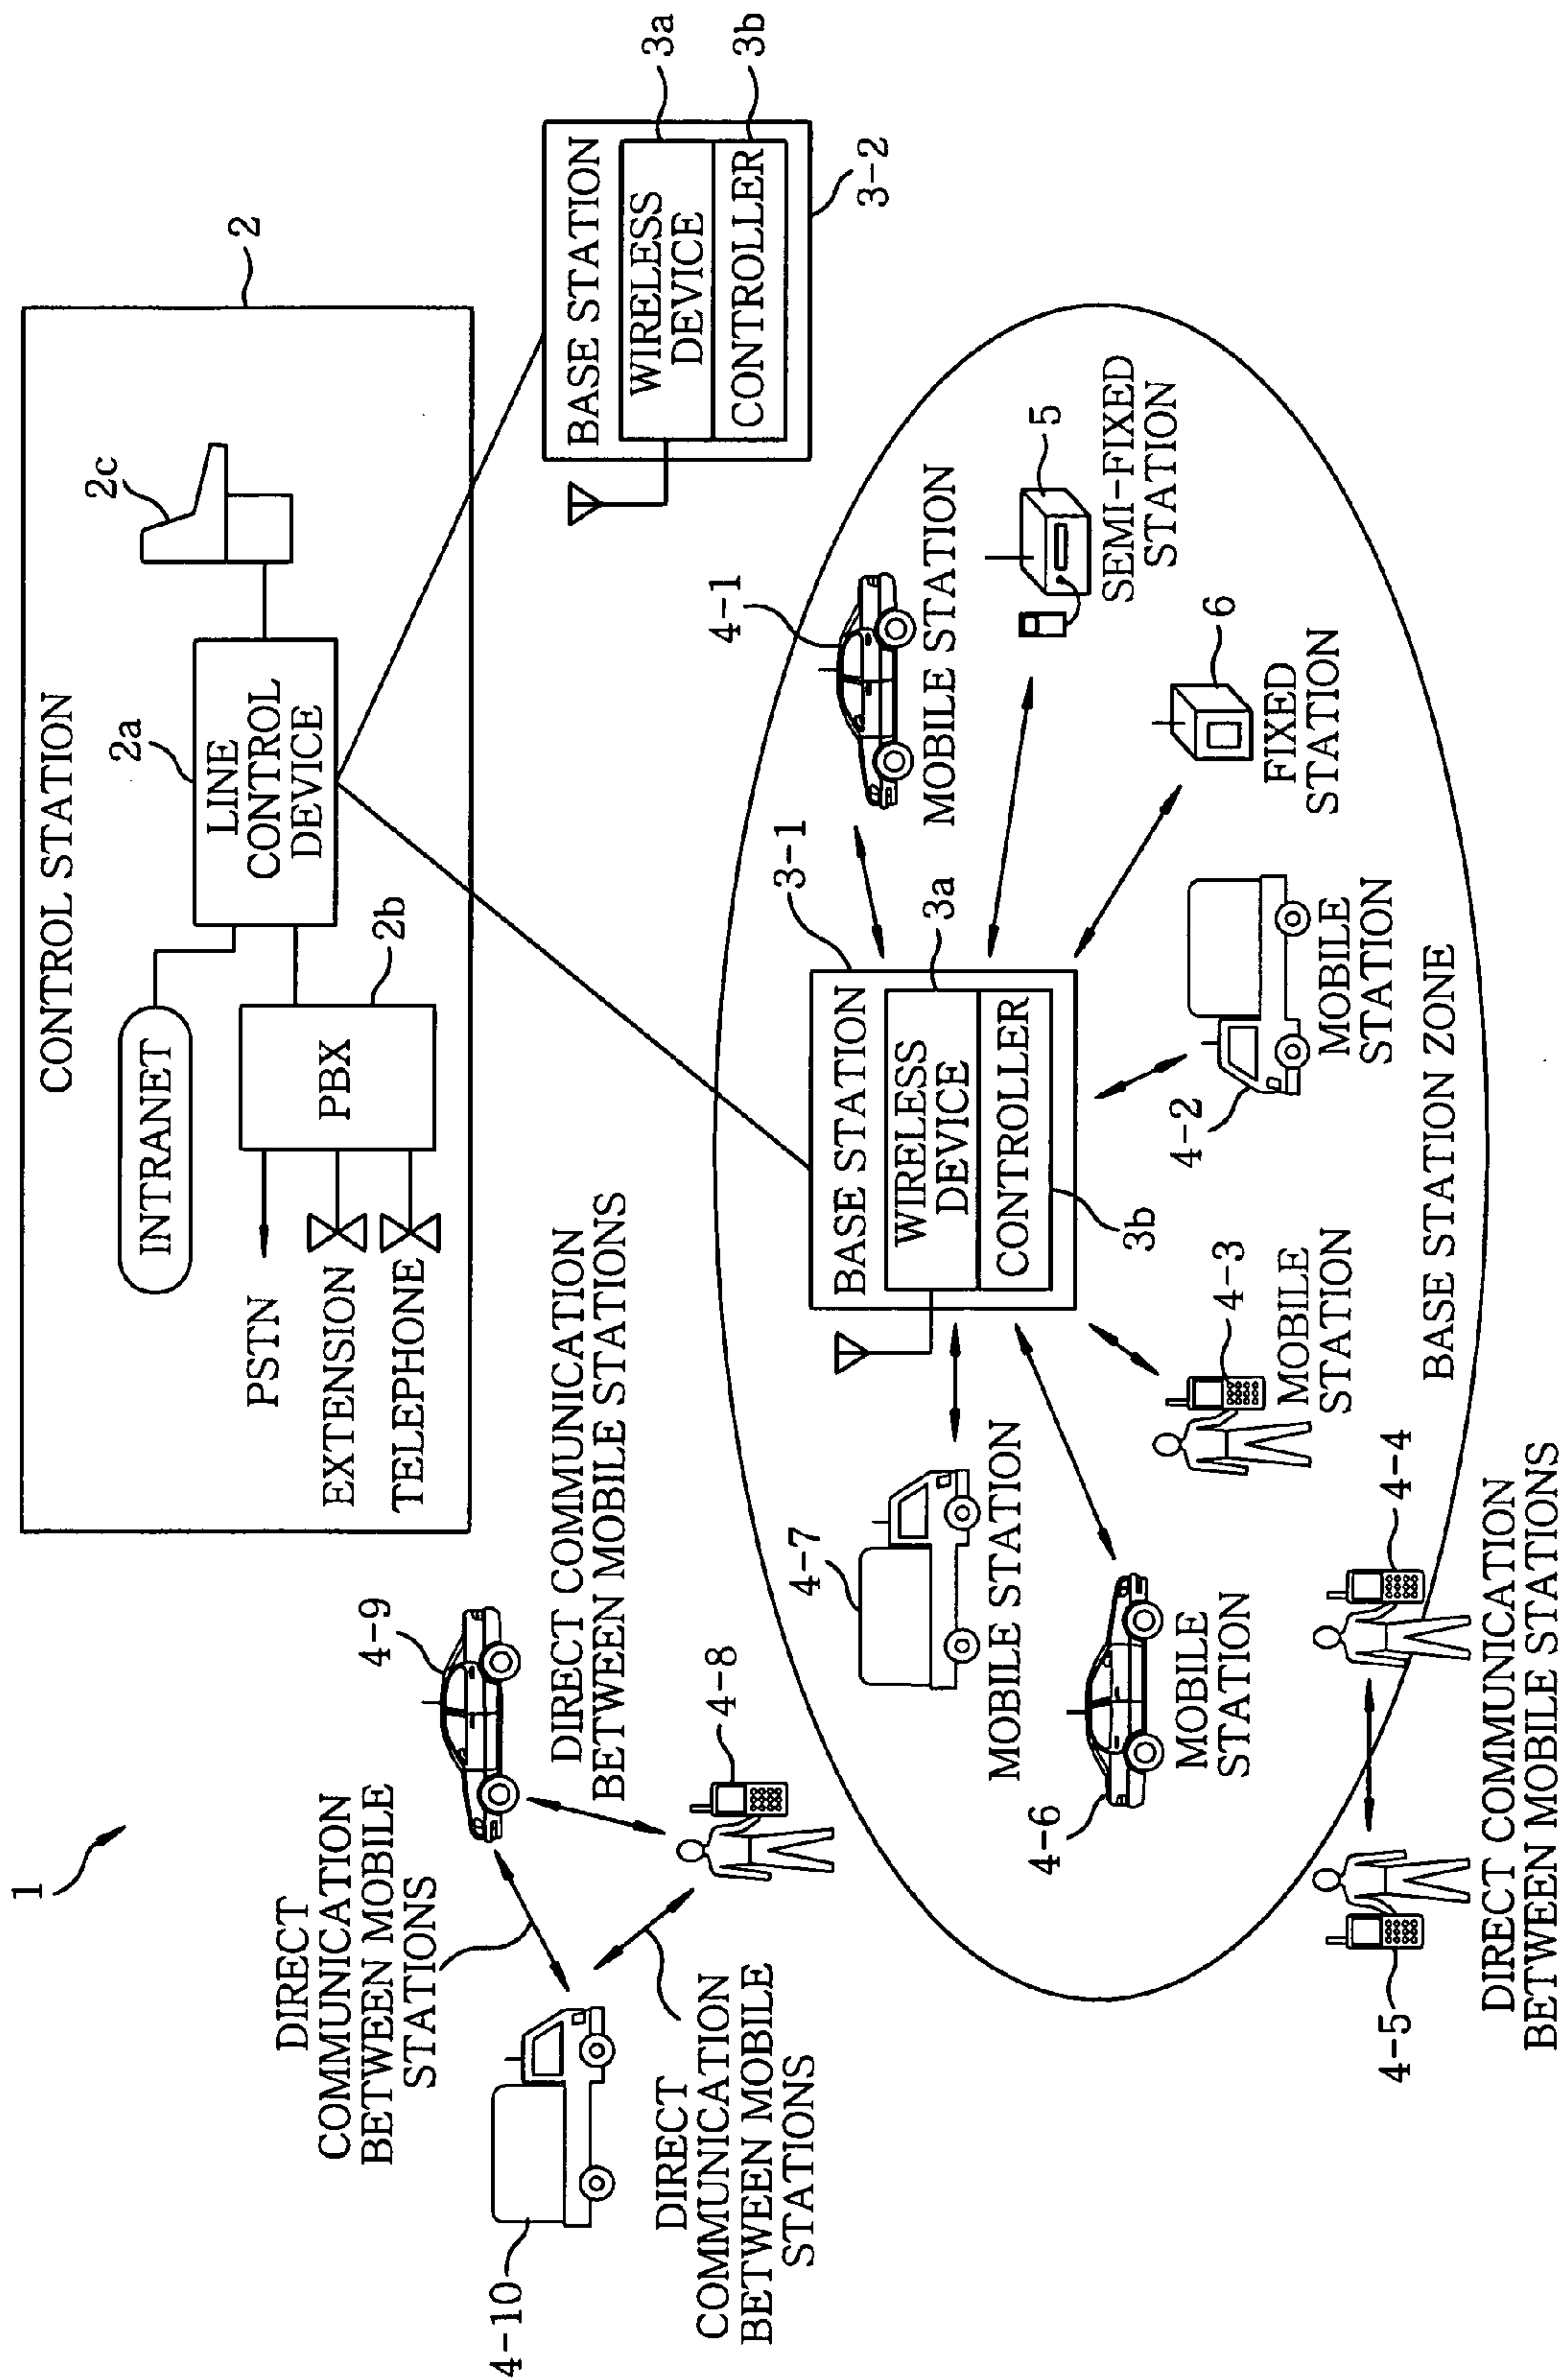 1
CONTROL STATION
2
INTRANET
PSTN
EXTENSION
TELEPHONE
PBX
2b
LINE
CONTROL
DEVICE
2a
2c
BASE STATION
WIRELESS
DEVICE
CONTROLLER
3a
3b
3-2
DIRECT
COMMUNICATION
BETWEEN MOBILE
STATIONS
4-9
DIRECT COMMUNICATION
BETWEEN MOBILE STATIONS
4-8
4-10
DIRECT
COMMUNICATION
BETWEEN MOBILE
STATIONS
4-7
MOBILE STATION
4-6
MOBILE
STATION
BASE STATION
WIRELESS
DEVICE
CONTROLLER
3-1
3a
3b
4-1
MOBILE STATION
5
SEMI-FIXED
STATION
6
FIXED
STATION
4-2
MOBILE
STATION
4-3
MOBILE
STATION
BASE STATION ZONE
4-4
4-5
DIRECT COMMUNICATION
BETWEEN MOBILE STATIONS